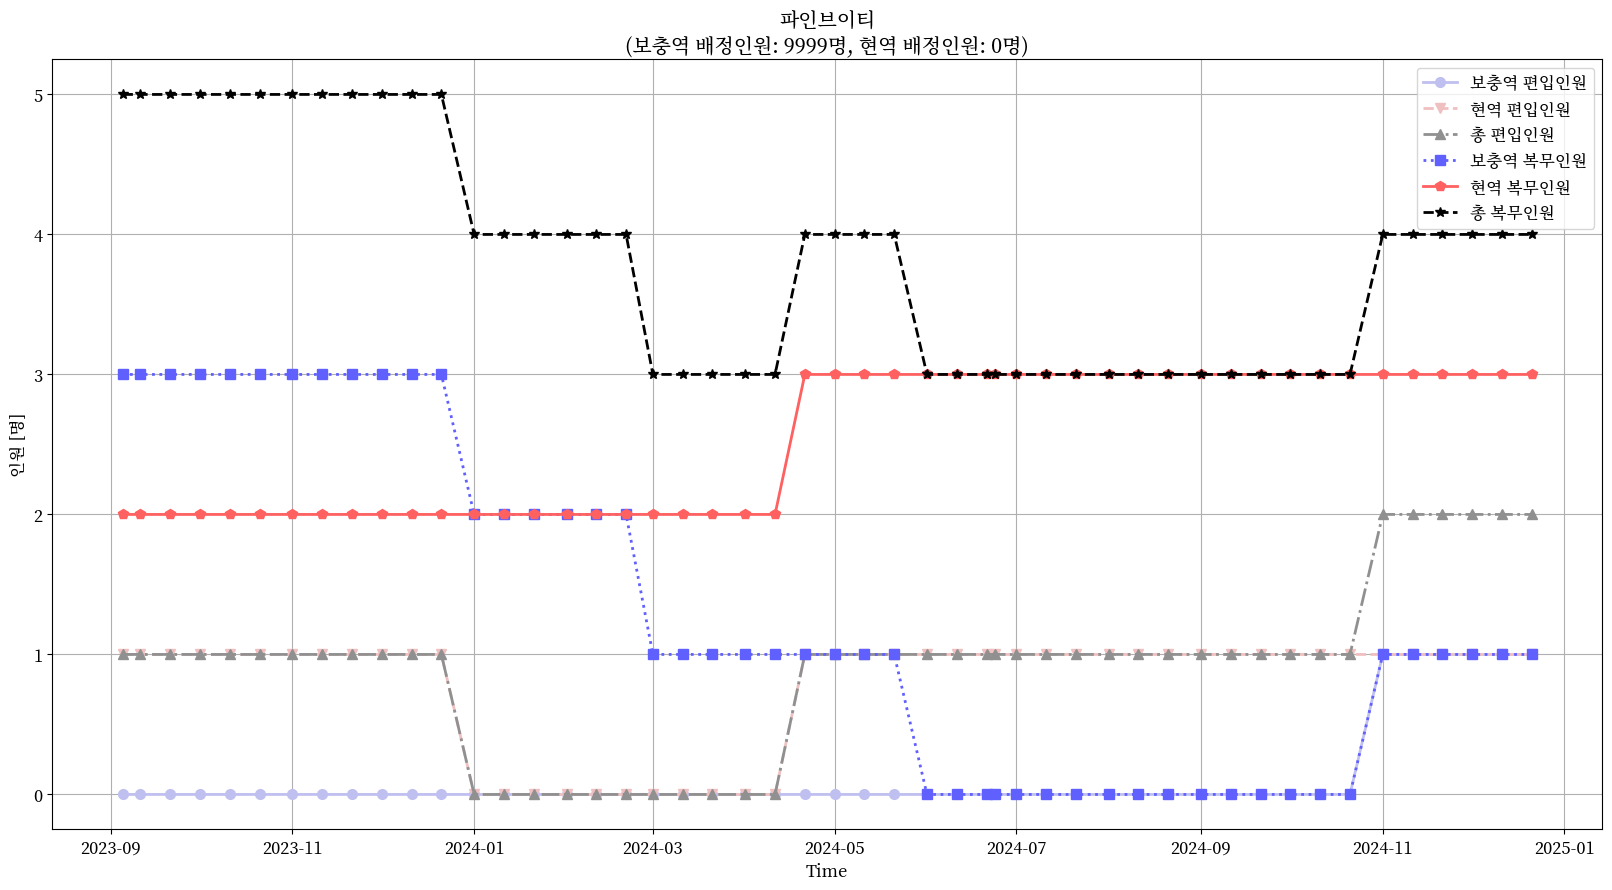 파인브이티
(보충역 배정인원: 9999명, 현역 배정인원: 0명)
보충역 편입인원
현역 편입인원
총 편입인원
보충역 복무인원
현역 복무인원
총 복무인원
인원 [명]
5
4
3
2
1
0
2023-09
2023-11
2024-01
2024-03
2024-05
2024-07
2024-09
2024-11
2025-01
Time